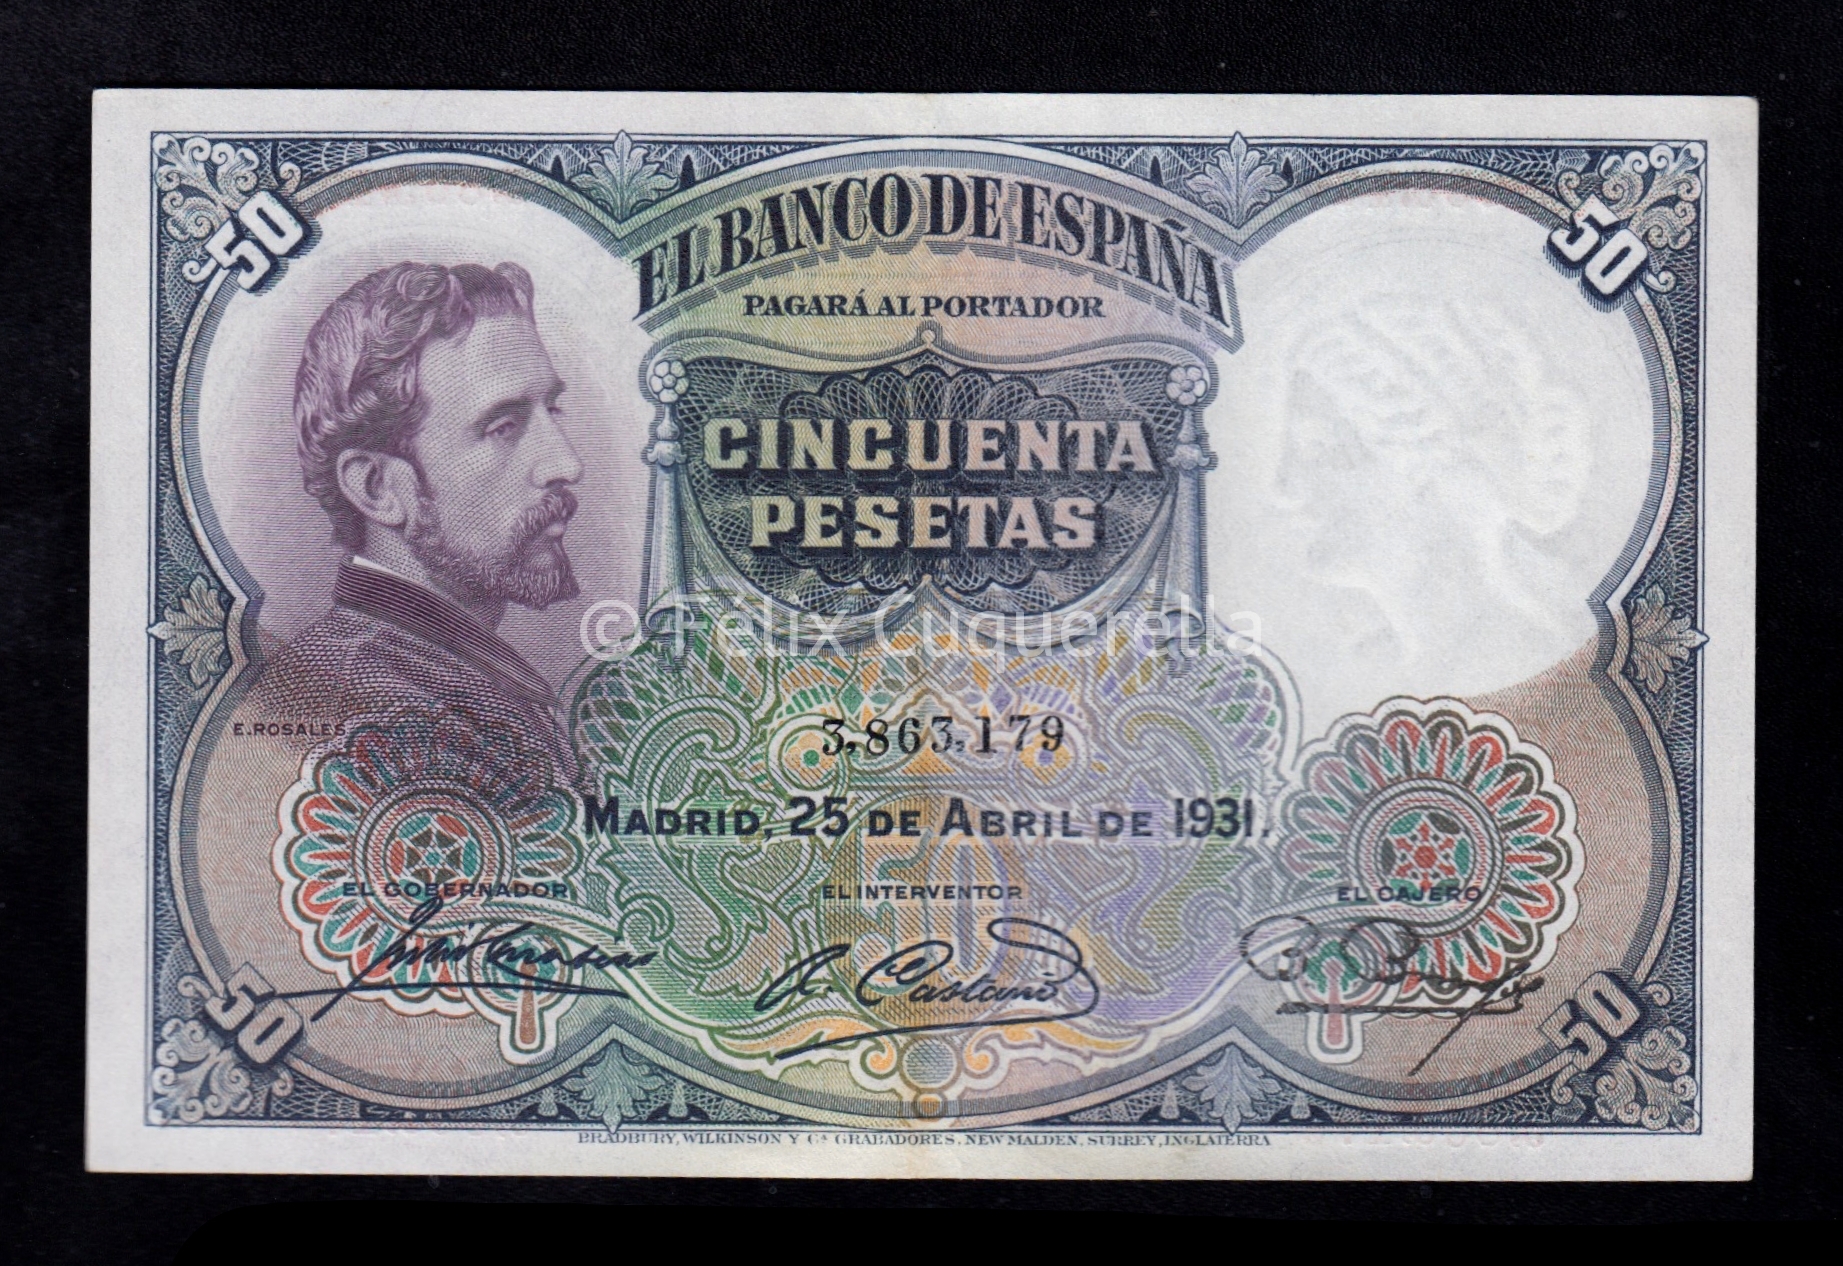 50
50
EL BANCO DE ESPAÑA
PAGARÁ AL PORTADOR
CINCUENTA
PESETAS
© Félix Cuquerella
E. ROSALES
3,863,179
MADRID, 25 DE ABRIL DE 1931.
50
EL GOBERNADOR
EL INTERVENTOR
EL CAJERO
A. Castaño
50
50
BRADBURY, WILKINSON Y Cª GRABADORES. NEW MALDEN, SURREY, INGLATERRA